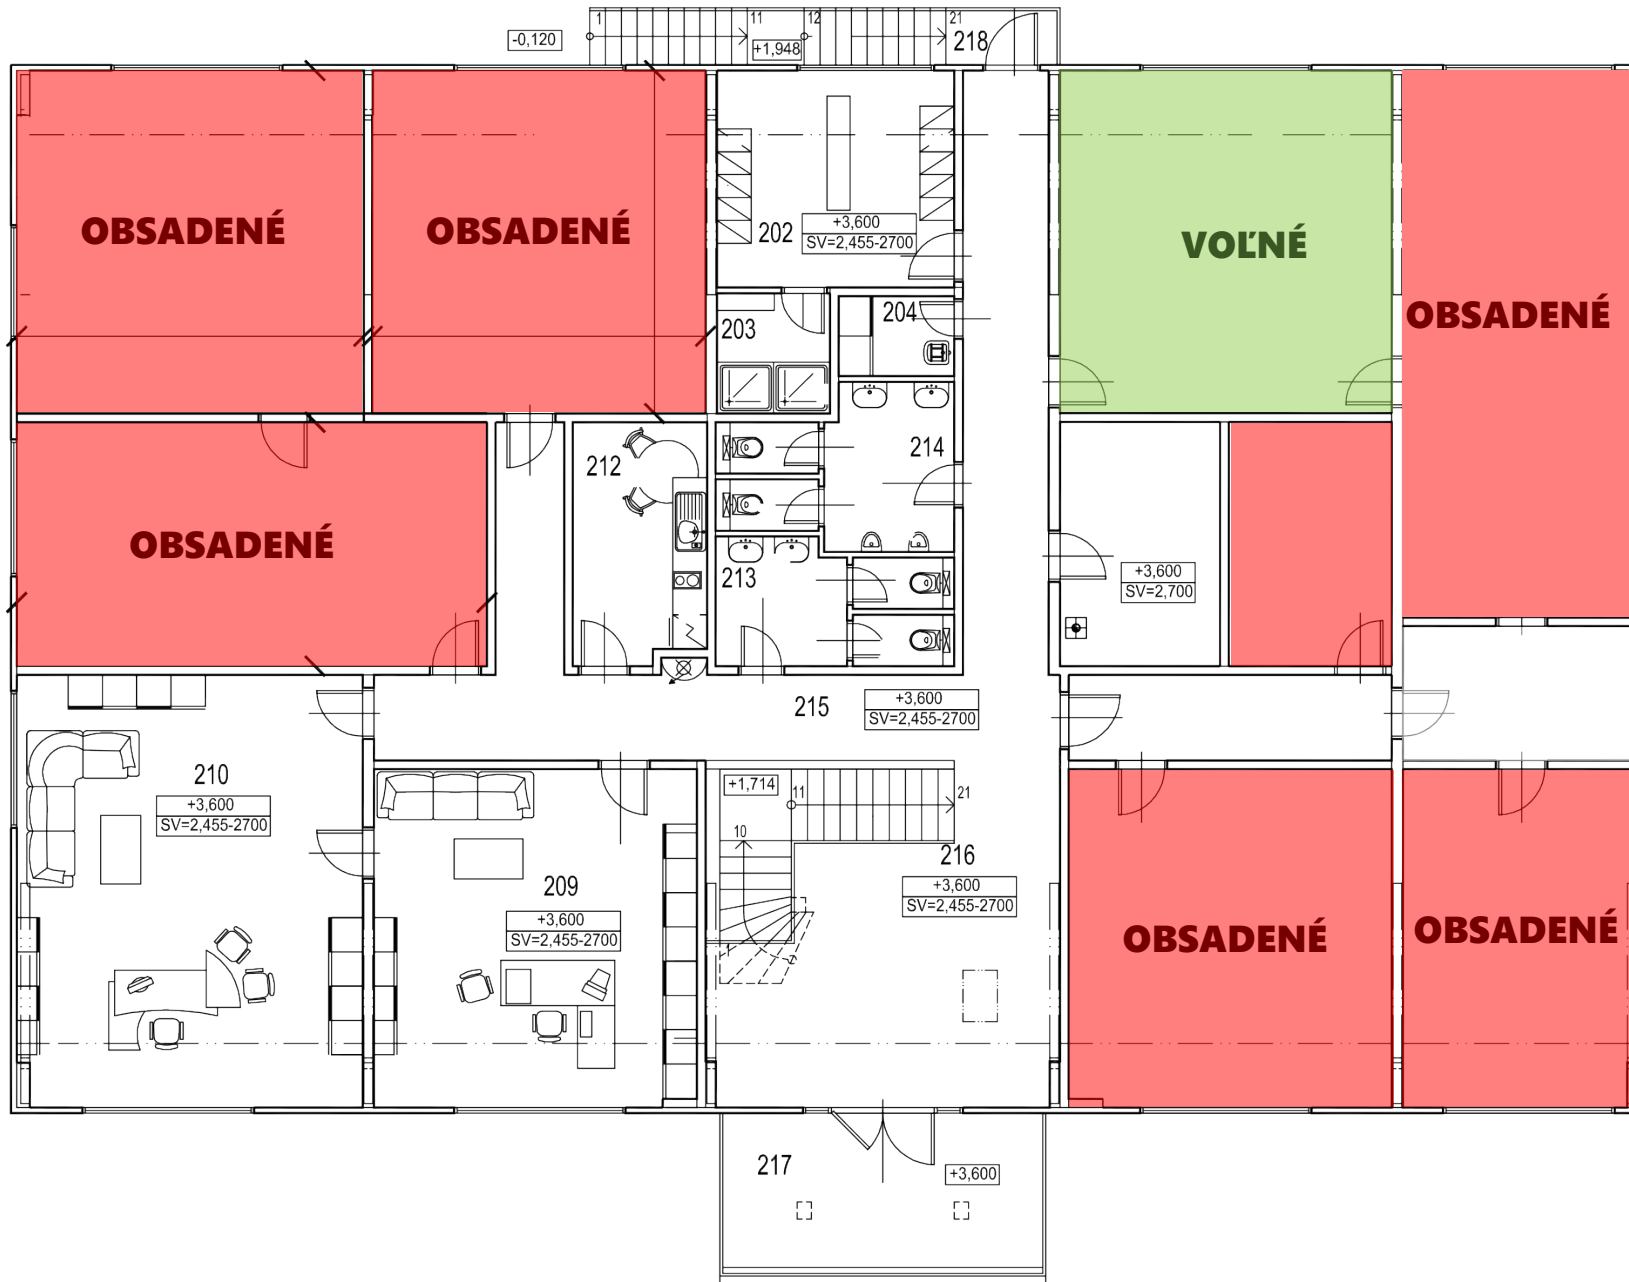 1
11
12
21
-0,120
+1,948
218
OBSADENÉ
OBSADENÉ
202
+3,600
SV=2,455-2700
VOĽNÉ
OBSADENÉ
203
204
212
214
OBSADENÉ
213
+3,600
SV=2,700
215
+3,600
SV=2,455-2700
210
+3,600
SV=2,455-2700
+1,714
11
21
10
216
+3,600
SV=2,455-2700
209
+3,600
SV=2,455-2700
OBSADENÉ
OBSADENÉ
1
217
+3,600